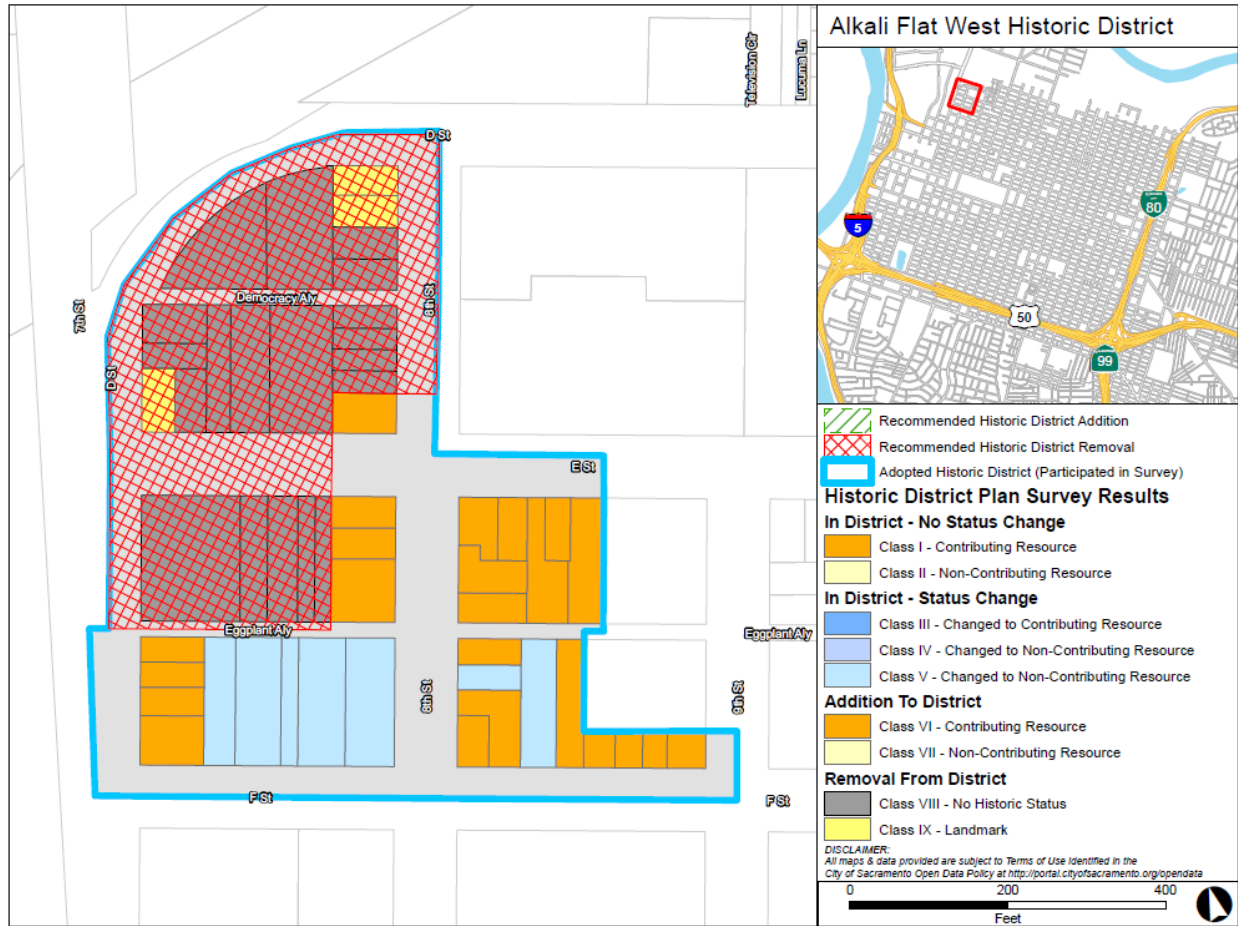 Alkali Flat West Historic District
Television Cir
Lucuma Ln
D St
8th St
Democracy Aly
7th St
D St
E St
Eggplant Aly
Eggplant Aly
6th St
9th St
F St
F St
5
80
50
99
Recommended Historic District Addition
Recommended Historic District Removal
Adopted Historic District (Participated in Survey)
Historic District Plan Survey Results
In District - No Status Change
Class I - Contributing Resource
Class II - Non-Contributing Resource
In District - Status Change
Class III - Changed to Contributing Resource
Class IV - Changed to Non-Contributing Resource
Class V - Changed to Non-Contributing Resource
Addition To District
Class VI - Contributing Resource
Class VII - Non-Contributing Resource
Removal From District
Class VIII - No Historic Status
Class IX - Landmark
DISCLAIMER:
All maps & data provided are subject to Terms of Use identified in the
City of Sacramento Open Data Policy at http://portal.cityofsacramento.org/opendata
0 200 400
Feet